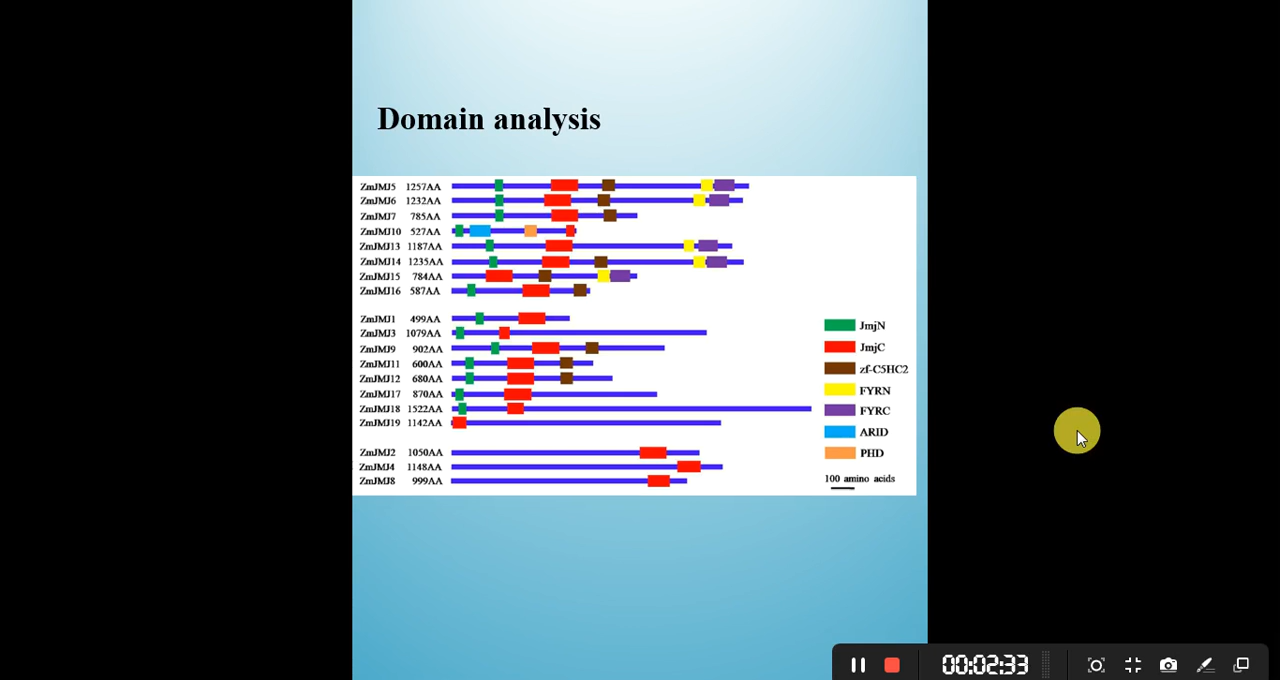 Domain analysis
ZmJMJ5 1257AA
ZmJMJ6 1232AA
ZmJMJ7 785AA
ZmJMJ10 527AA
ZmJMJ13 1187AA
ZmJMJ14 1235AA
ZmJMJ15 784AA
ZmJMJ16 587AA
ZmJMJ1 499AA
ZmJMJ3 1079AA
ZmJMJ9 902AA
ZmJMJ11 600AA
ZmJMJ12 680AA
ZmJMJ17 870AA
ZmJMJ18 1522AA
ZmJMJ19 1142AA
ZmJMJ2 1050AA
ZmJMJ4 1148AA
ZmJMJ8 999AA
JmjN
JmjC
zf-C5HC2
FYRN
FYRC
ARID
PHD
100 amino acids
00:02:33